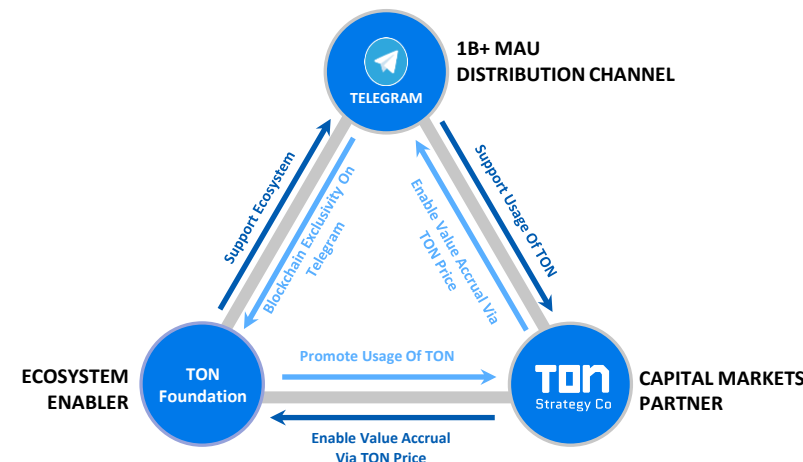 1B+ MAU
DISTRIBUTION CHANNEL
TELEGRAM
Support Ecosystem
Blockchain Exclusivity On
Telegram
Enable Value Accrual Via
TON Price
Support Usage Of TON
ECOSYSTEM
ENABLER
TON
Foundation
Promote Usage Of TON
Enable Value Accrual
Via TON Price
TON
Strategy Co
CAPITAL MARKETS
PARTNER